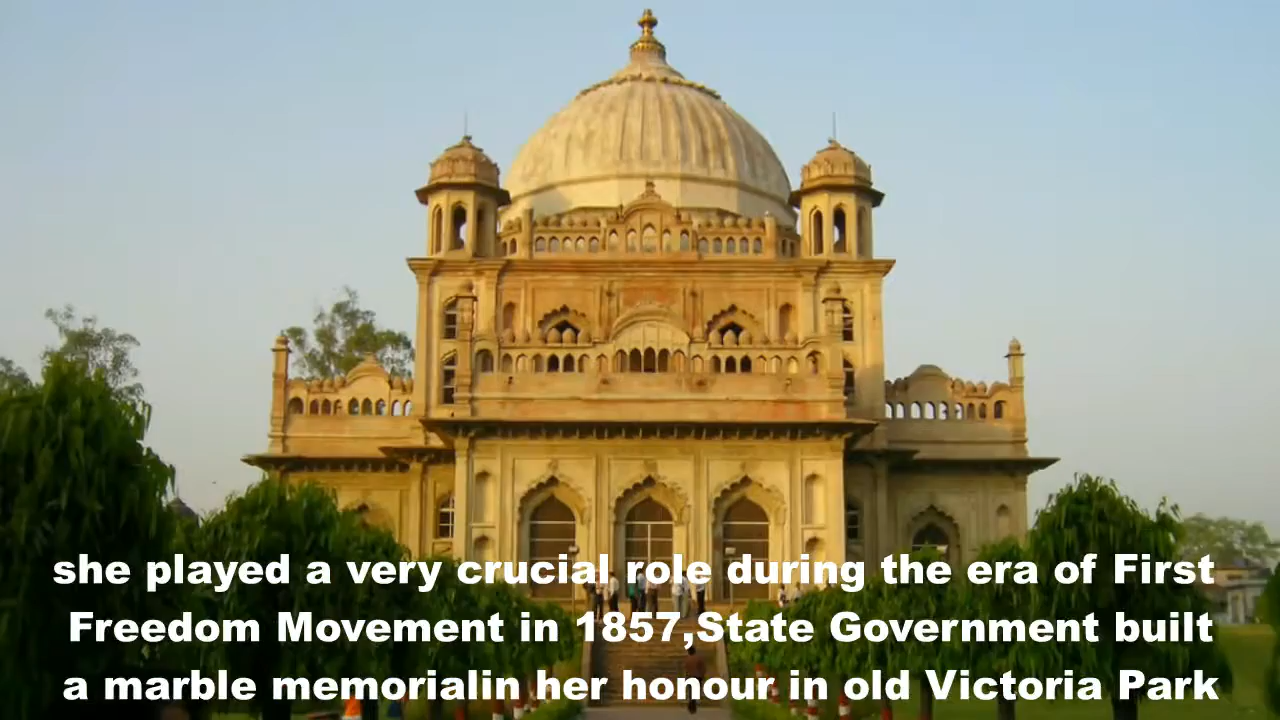 she played a very crucial role during the era of First
Freedom Movement in 1857,State Government built
a marble memorialin her honour in old Victoria Park